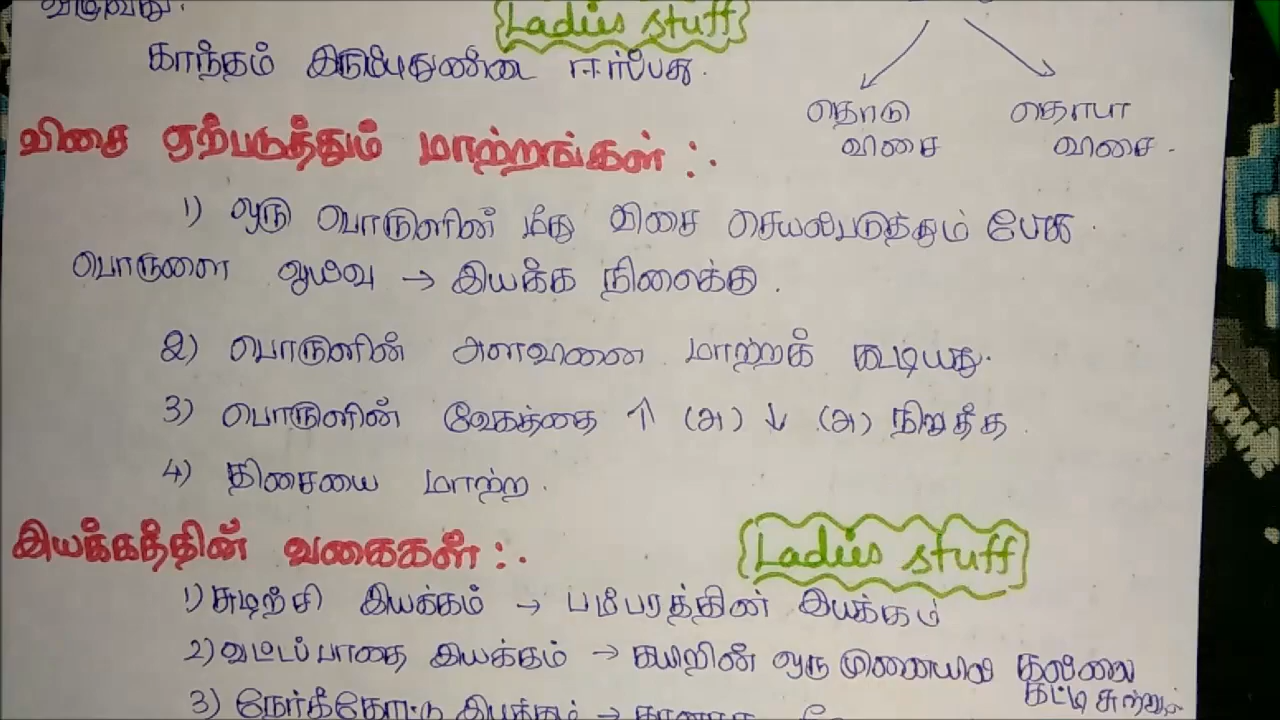 Ladies stuff
காந்தம் இரும்புதுண்டை ஈர்ப்பது.
தொடு விசை
தொடா விசை.
விசை ஏற்படுத்தும் மாற்றங்கள் :.
1) ஒரு பொருளின் மீது விசை செயல்படுத்தும் போது.
பொருளை ஓய்வு → இயக்க நிலைக்கு.
2) பொருளின் அளவினை மாற்றக் கூடியது.
3) பொருளின் வேகத்தை ↑ (அ) ↓ (அ) நிறுத்த.
4) திசையை மாற்ற.
இயக்கத்தின் வகைகள் :.
Ladies stuff
1) சுழற்சி இயக்கம் → பம்பரத்தின் இயக்கம்
2) வட்டப்பாதை இயக்கம் → கயிறின் ஒரு முனையில் கல்லை
கட்டி சுற்றுதல்
3) நேர்க்கோட்டு இயக்கம் →